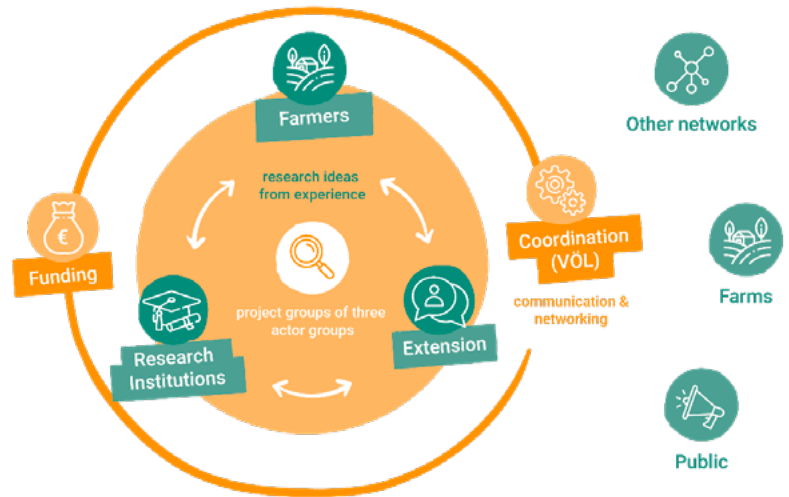 Farmers
research ideas
from experience
Funding
€
Coordination
(VÖL)
communication &
networking
project groups of three
actor groups
Research
Institutions
Extension
Other networks
Farms
Public